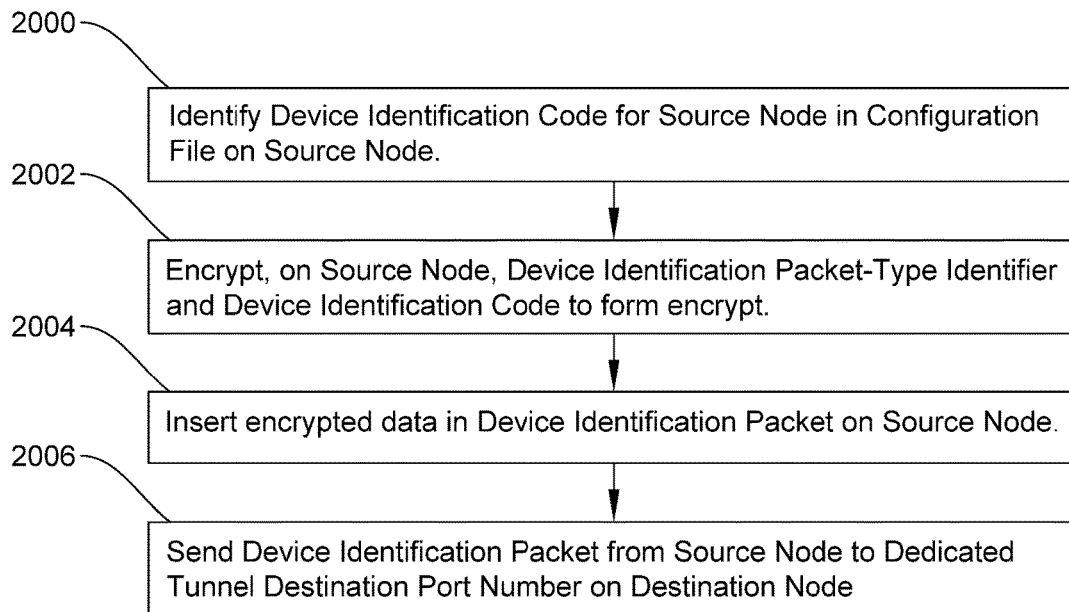 2000
Identify Device Identification Code for Source Node in Configuration
File on Source Node.
2002
Encrypt, on Source Node, Device Identification Packet-Type Identifier
and Device Identification Code to form encrypt.
2004
Insert encrypted data in Device Identification Packet on Source Node.
2006
Send Device Identification Packet from Source Node to Dedicated
Tunnel Destination Port Number on Destination Node